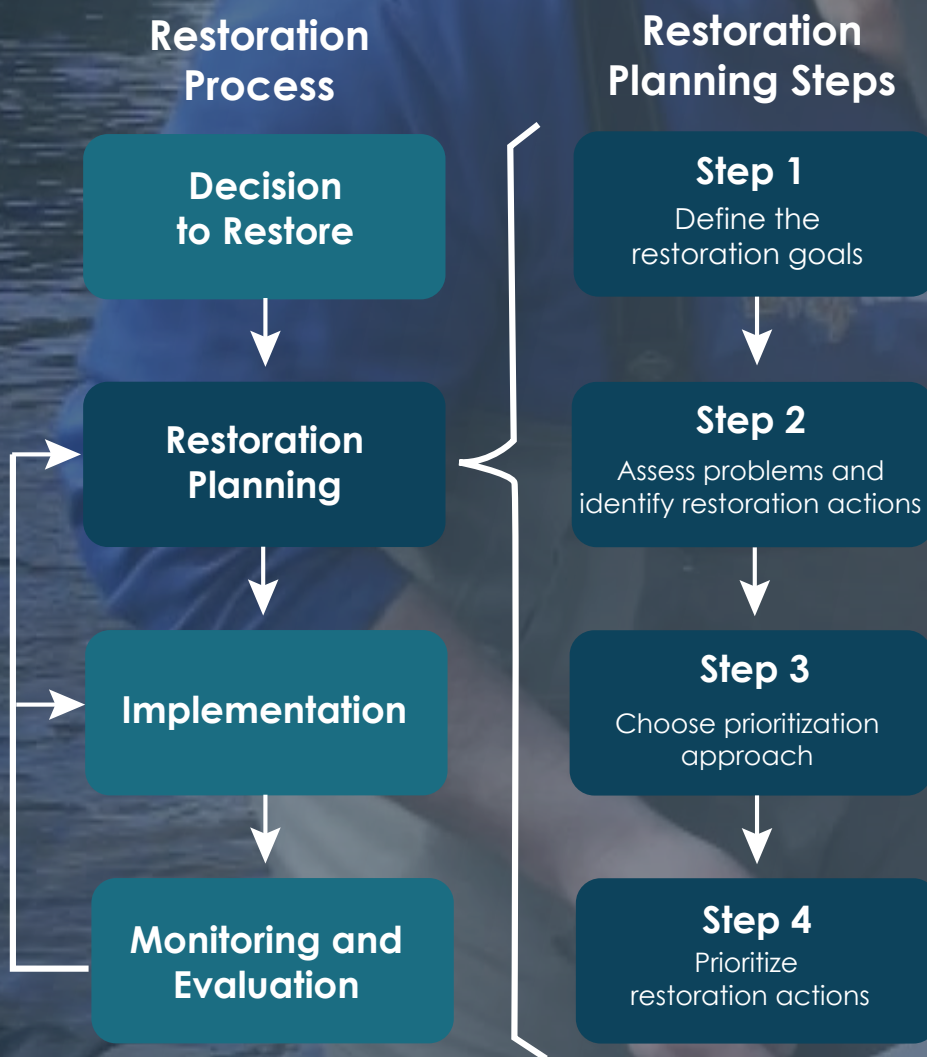 Restoration
Process
Decision
to Restore
Restoration
Planning
Implementation
Monitoring and
Evaluation
Restoration
Planning Steps
Step 1
Define the
restoration goals
Step 2
Assess problems and
identify restoration actions
Step 3
Choose prioritization
approach
Step 4
Prioritize
restoration actions